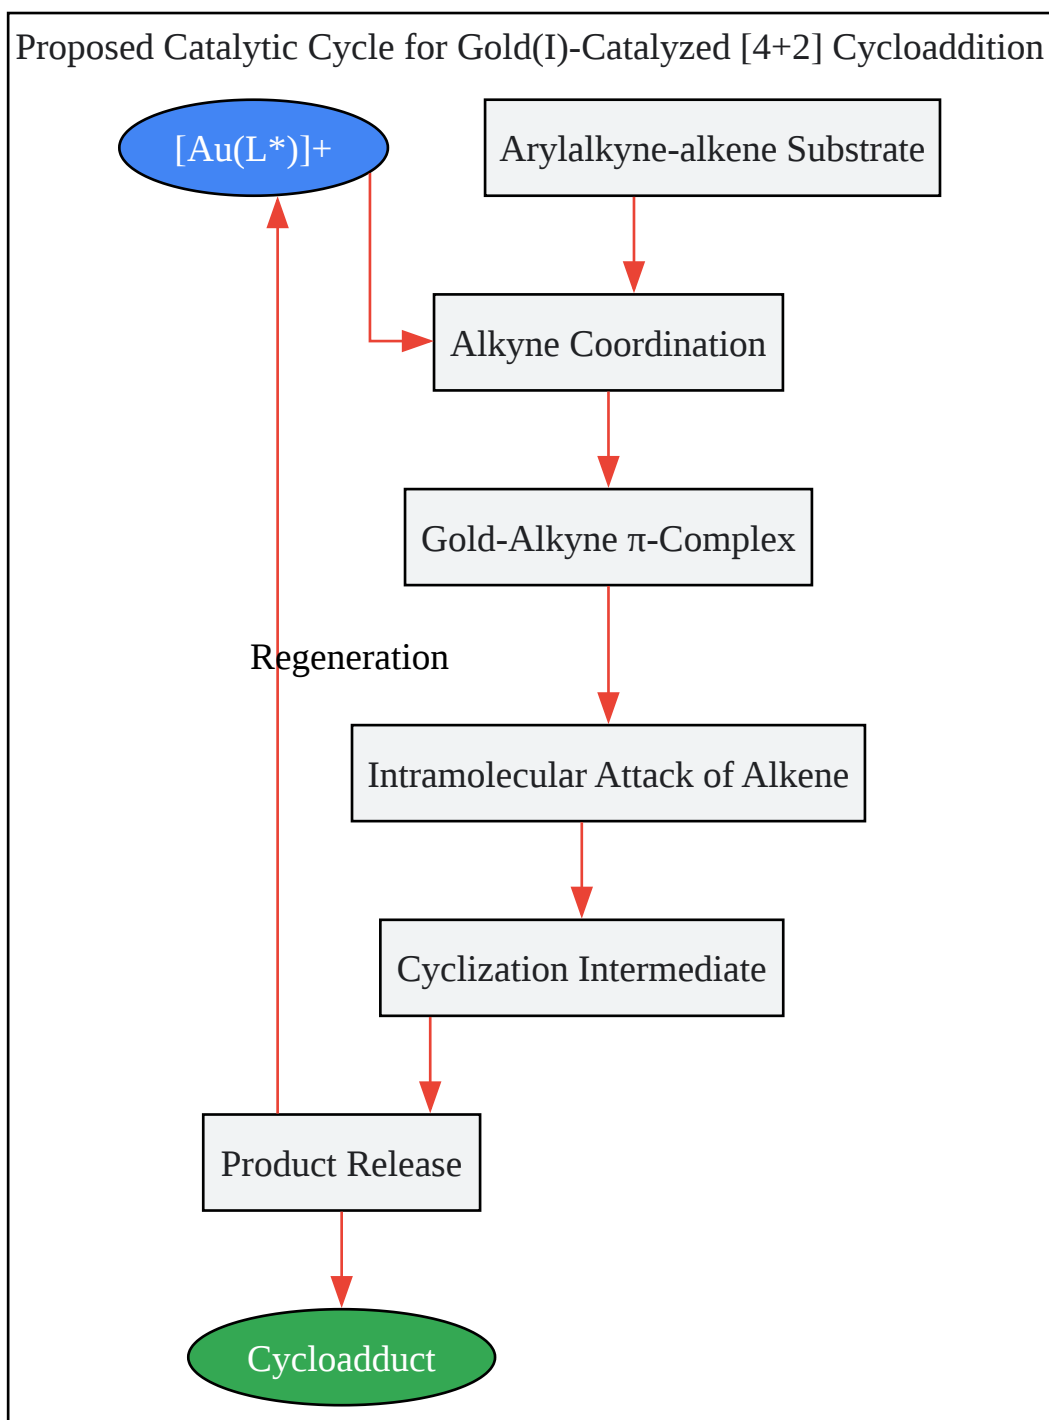 Proposed Catalytic Cycle for Gold(I)-Catalyzed [4+2] Cycloaddition
[Au(L*)]+
Arylalkyne-alkene Substrate
Alkyne Coordination
Gold-Alkyne π-Complex
Regeneration
Intramolecular Attack of Alkene
Cyclization Intermediate
Product Release
Cycloadduct